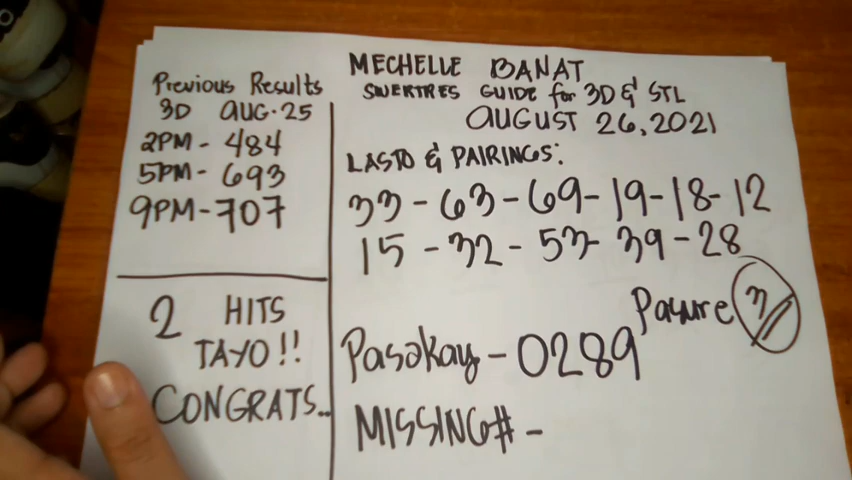 Previous Results
3D AUG.25
2PM - 484
5PM - 693
9PM - 707
2 HITS
TAYO!!
CONGRATS..
MECHELLE BANAT
SWERTRES GUIDE for 3D & STL
AUGUST 26, 2021
LASTO & PAIRINGS:
33 - 63 - 69 - 19 - 18 - 12
15 - 32 - 53 - 39 - 28
Paywre 3
Pasakay - 0289
MISSING# -